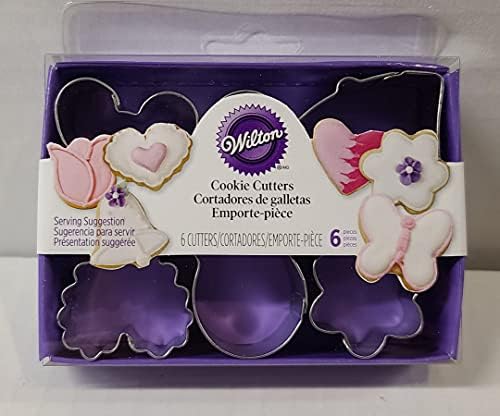 Wilton
Cookie Cutters
Cortadores de galletas
Emporte-pièce
Serving Suggestion
Sugerencia para servir
Présentation suggérée
6 CUTTERS/CORTADORES/EMPORTE-PIÈCE
6 pieces
piezas
pièces